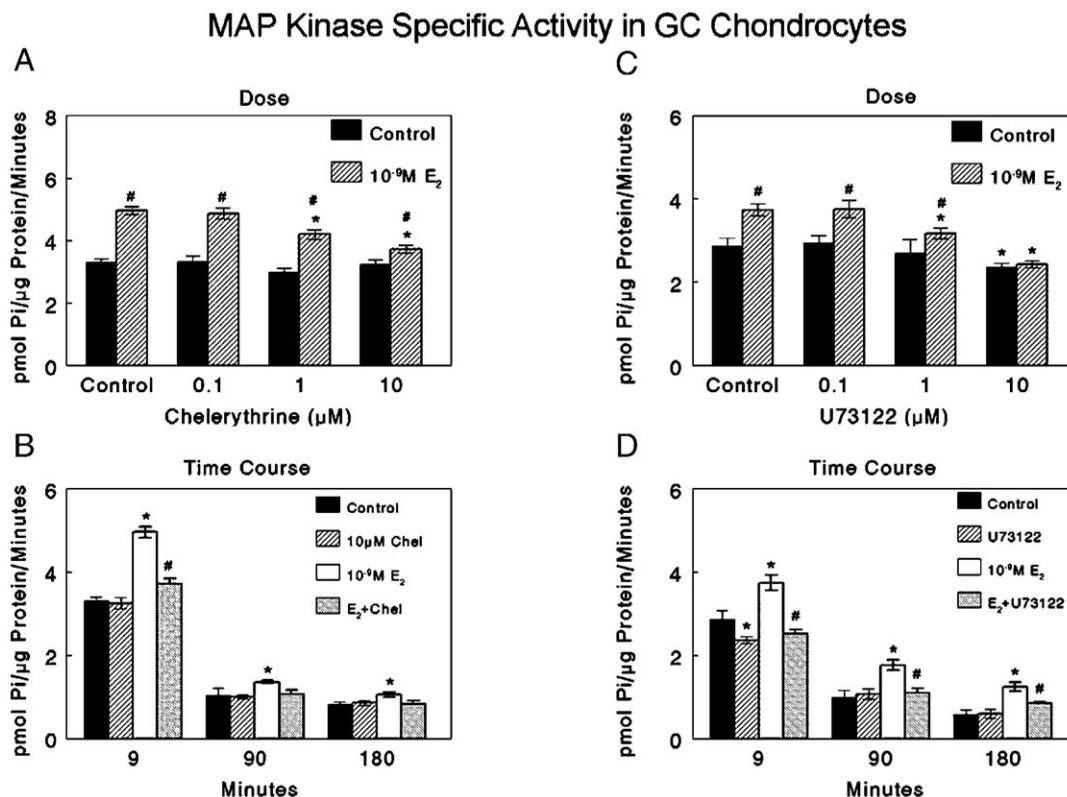 MAP Kinase Specific Activity in GC Chondrocytes
A
Dose
pmol Pi/µg Protein/Minutes
8
6
4
2
0
Control
10⁻⁹M E₂
#
#
#
*
#
*
Control 0.1 1 10
Chelerythrine (µM)
C
Dose
pmol Pi/µg Protein/Minutes
6
4
2
0
Control
10⁻⁹M E₂
#
#
#
*
* *
Control 0.1 1 10
U73122 (µM)
B
Time Course
pmol Pi/µg Protein/Minutes
6
4
2
0
Control
10µM Chel
10⁻⁹M E₂
E₂+Chel
*
#
*
*
9 90 180
Minutes
D
Time Course
pmol Pi/µg Protein/Minutes
6
4
2
0
Control
U73122
10⁻⁹M E₂
E₂+U73122
*
*
#
*
#
*
#
9 90 180
Minutes